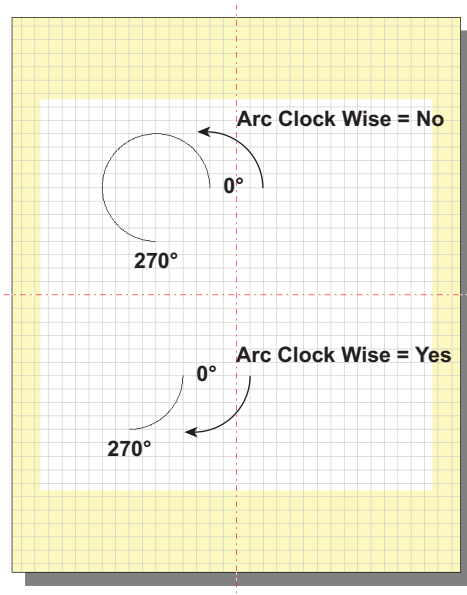 Arc Clock Wise = No
0°
270°
Arc Clock Wise = Yes
0°
270°